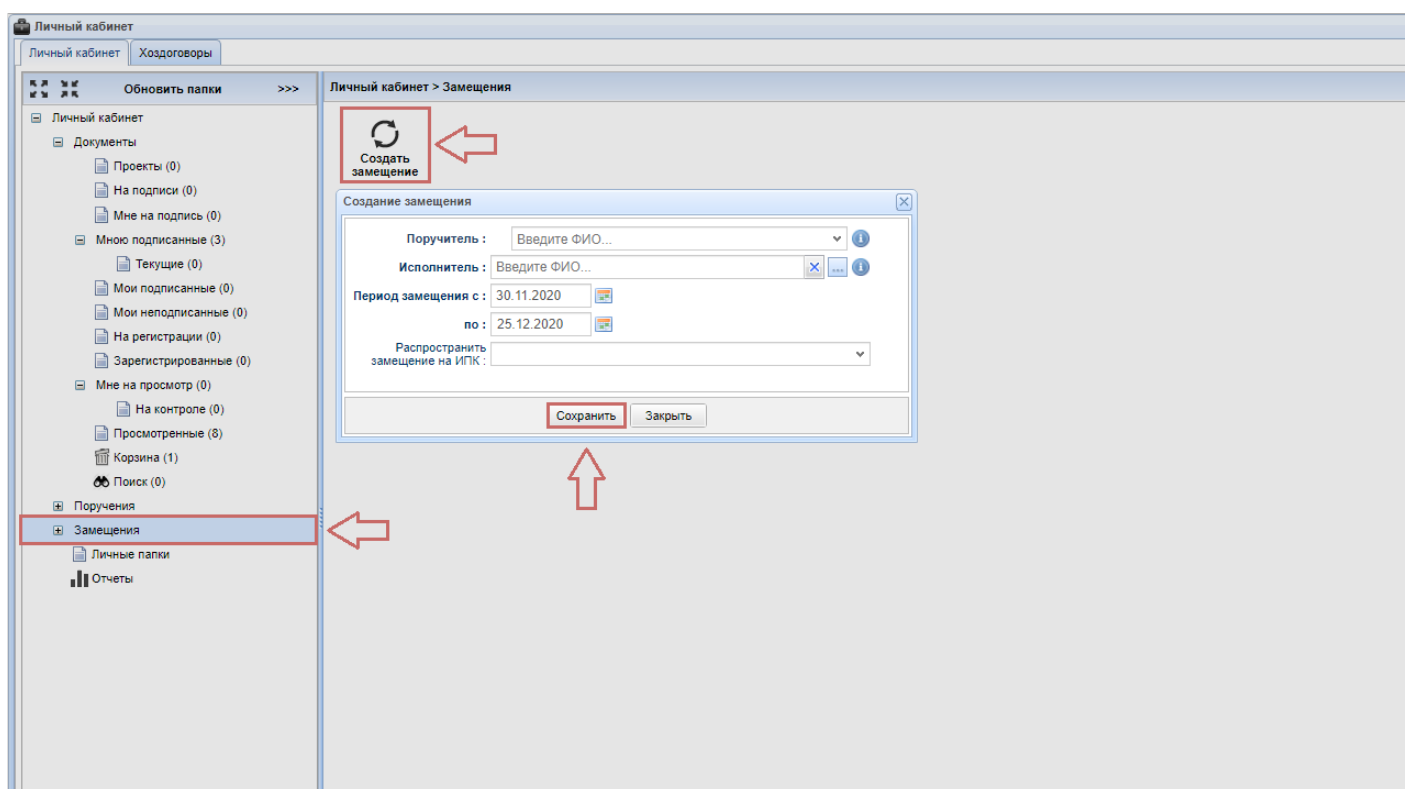 Личный кабинет
Личный кабинет Хоздоговоры
Обновить папки >>>
Личный кабинет
Документы
Проекты (0)
На подписи (0)
Мне на подпись (0)
Мною подписанные (3)
Текущие (0)
Мои подписанные (0)
Мои неподписанные (0)
На регистрации (0)
Зарегистрированные (0)
Мне на просмотр (0)
На контроле (0)
Просмотренные (8)
Корзина (1)
Поиск (0)
Поручения
Замещения
Личные папки
Отчеты
Личный кабинет > Замещения
Создать
замещение
Создание замещения
Поручитель : Введите ФИО...
Исполнитель : Введите ФИО... ...
Период замещения с : 30.11.2020
по : 25.12.2020
Распространить
замещение на ИПК :
Сохранить Закрыть